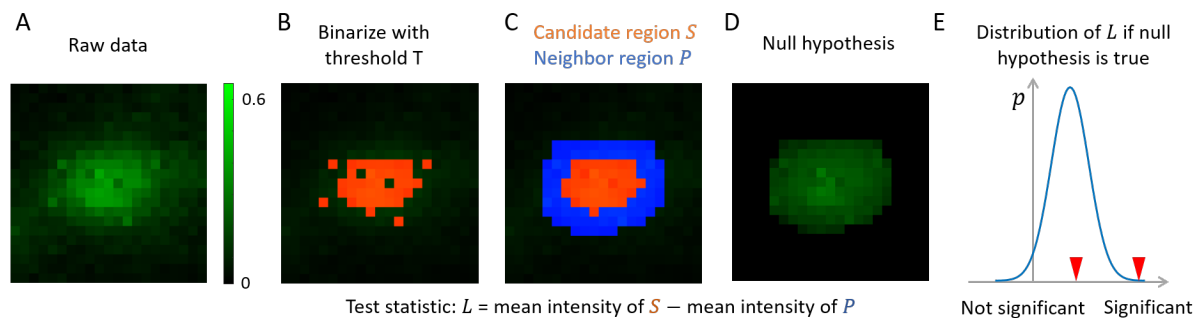 A
Raw data
0.6
0
B
Binarize with
threshold T
C
Candidate region S
Neighbor region P
D
Null hypothesis
E
Distribution of L if null
hypothesis is true
p
Not significant
Significant
Test statistic: L = mean intensity of S − mean intensity of P